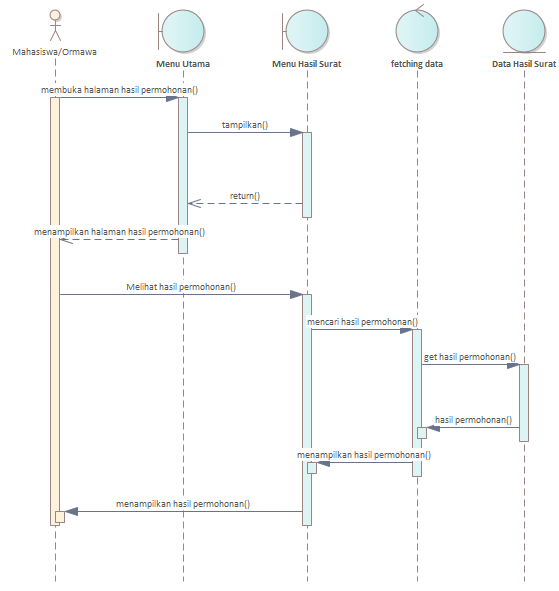 Mahasiswa/Ormawa
Menu Utama
Menu Hasil Surat
fetching data
Data Hasil Surat
membuka halaman hasil permohonan()
tampilkan()
return()
menampilkan halaman hasil permohonan()
Melihat hasil permohonan()
mencari hasil permohonan()
get hasil permohonan()
hasil permohonan()
menampilkan hasil permohonan()
menampilkan hasil permohonan()